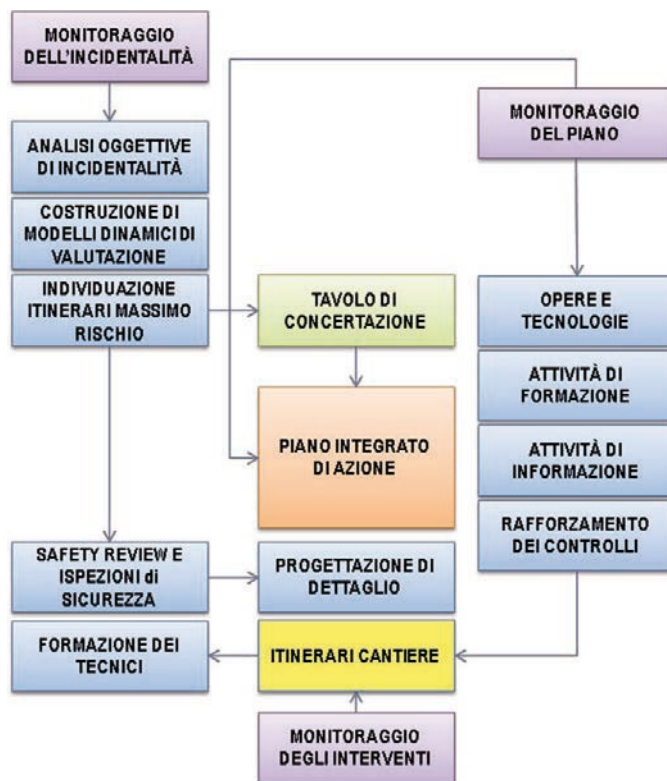 MONITORAGGIO
DELL'INCIDENTALITÀ
ANALISI OGGETTIVE
DI INCIDENTALITÀ
COSTRUZIONE DI
MODELLI DINAMICI DI
VALUTAZIONE
INDIVIDUAZIONE
ITINERARI MASSIMO
RISCHIO
TAVOLO DI
CONCERTAZIONE
PIANO INTEGRATO
DI AZIONE
MONITORAGGIO
DEL PIANO
OPERE E
TECNOLOGIE
ATTIVITÀ DI
FORMAZIONE
ATTIVITÀ DI
INFORMAZIONE
RAFFORZAMENTO
DEI CONTROLLI
SAFETY REVIEW E
ISPEZIONI di
SICUREZZA
PROGETTAZIONE DI
DETTAGLIO
FORMAZIONE DEI
TECNICI
ITINERARI CANTIERE
MONITORAGGIO
DEGLI INTERVENTI